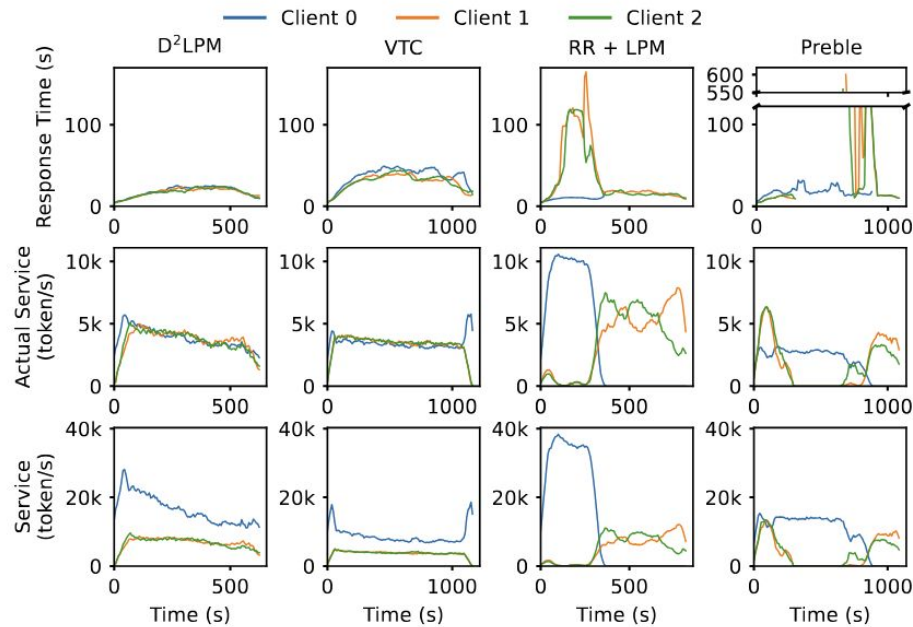 Client 0 Client 1 Client 2
D²LPM VTC RR + LPM Preble
Response Time (s)
100
0
0 500
100
0
0 1000
100
0
0 500
600
550
100
0
0 1000
Actual Service
(token/s)
10k
5k
0
0 500
10k
5k
0
0 1000
10k
5k
0
0 500
10k
5k
0
0 1000
Service
(token/s)
40k
20k
0
0 500
40k
20k
0
0 1000
40k
20k
0
0 500
40k
20k
0
0 1000
Time (s) Time (s) Time (s) Time (s)